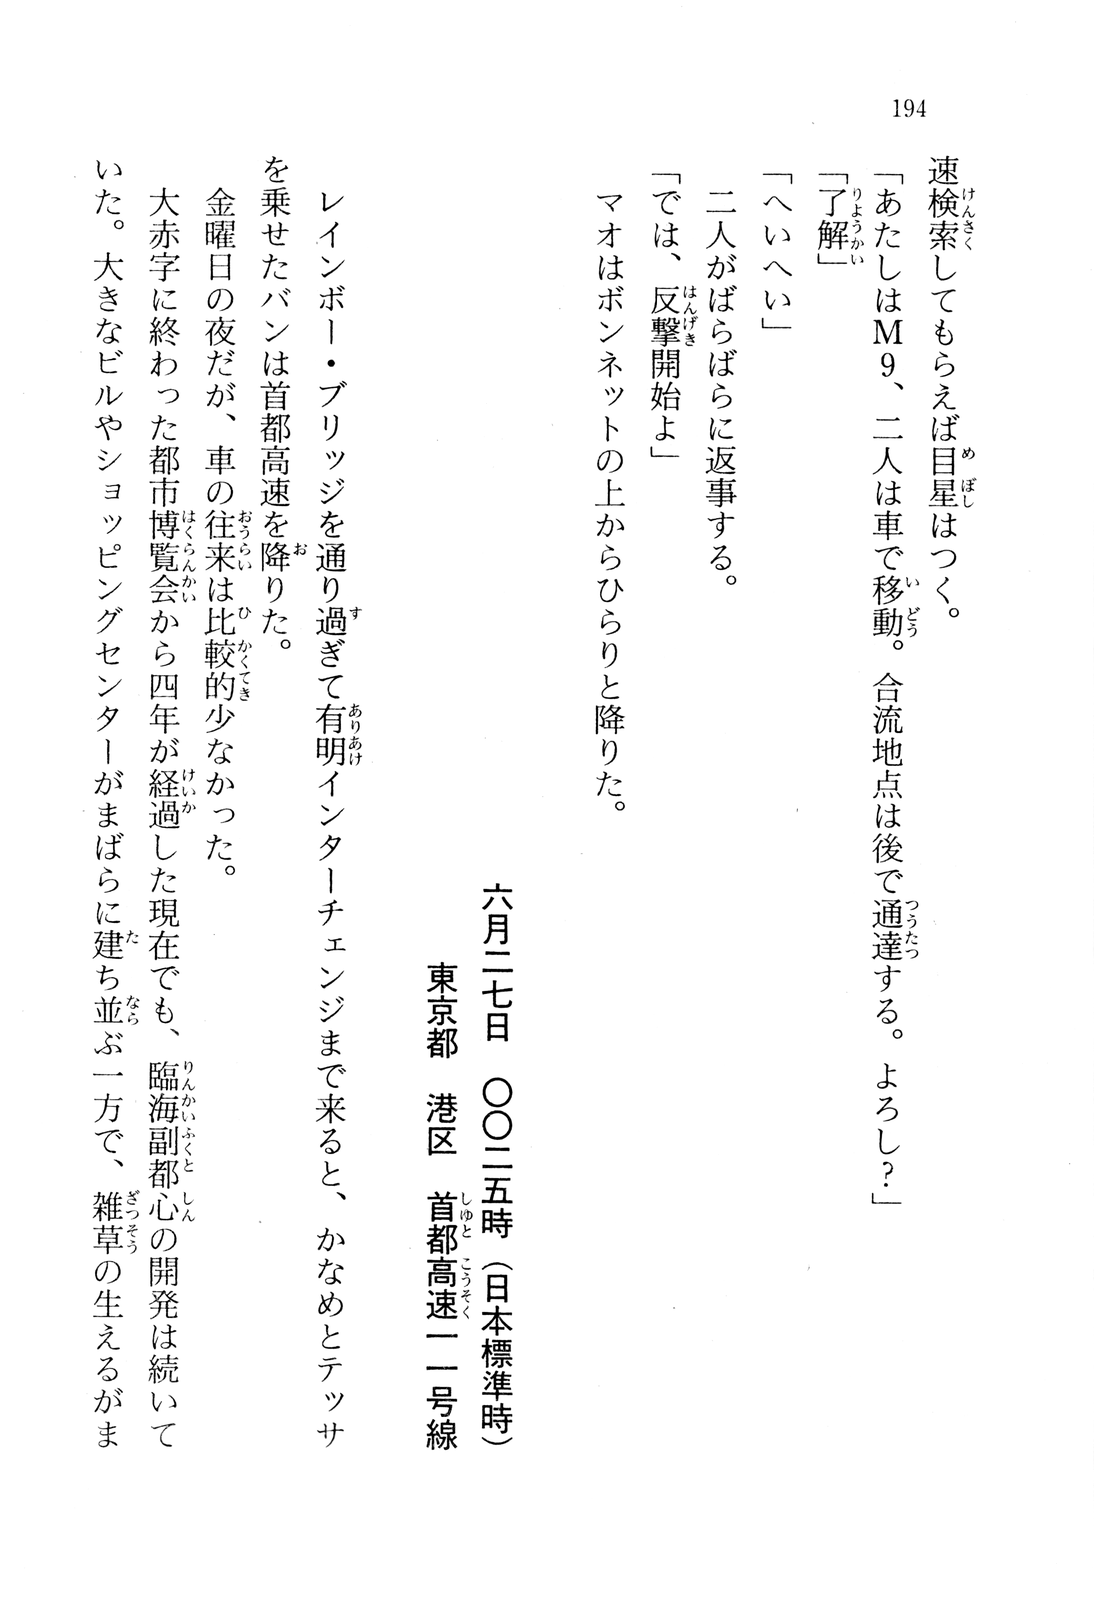 194
速検索してもらえば目星はつく。
「あたしはM9、二人は車で移動。合流地点は後で通達する。よろし？」
「了解」
「へいへい」
二人がばらばらに返事する。
「では、反撃開始よ」
マオはボンネットの上からひらりと降りた。
六月二七日　〇〇二五時（日本標準時）
東京都　港区　首都高速一一号線
レインボー・ブリッジを通り過ぎて有明インターチェンジまで来ると、かなめとテッサ
を乗せたバンは首都高速を降りた。
金曜日の夜だが、車の往来は比較的少なかった。
大赤字に終わった都市博覧会から四年が経過した現在でも、臨海副都心の開発は続いて
いた。大きなビルやショッピングセンターがまばらに建ち並ぶ一方で、雑草の生えるがま